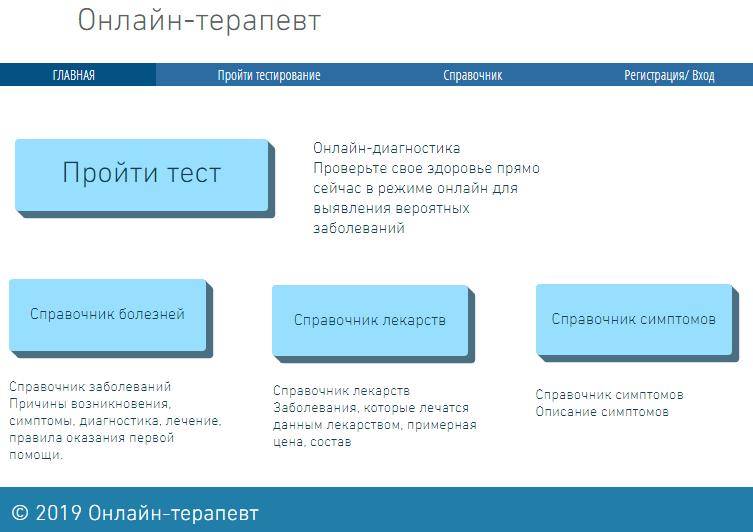 Онлайн-терапевт
ГЛАВНАЯ
Пройти тестирование
Справочник
Регистрация/ Вход
Пройти тест
Онлайн-диагностика
Проверьте свое здоровье прямо
сейчас в режиме онлайн для
выявления вероятных
заболеваний
Справочник болезней
Справочник лекарств
Справочник симптомов
Справочник заболеваний
Причины возникновения,
симптомы, диагностика, лечение,
правила оказания первой
помощи.
Справочник лекарств
Заболевания, которые лечатся
данным лекарством, примерная
цена, состав
Справочник симптомов
Описание симптомов
© 2019 Онлайн-терапевт